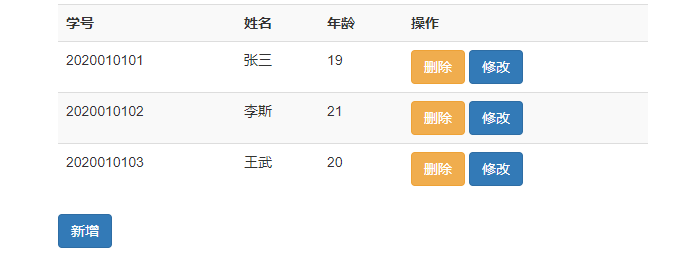 学号 姓名 年龄 操作
2020010101 张三 19 删除 修改
2020010102 李斯 21 删除 修改
2020010103 王武 20 删除 修改
新增